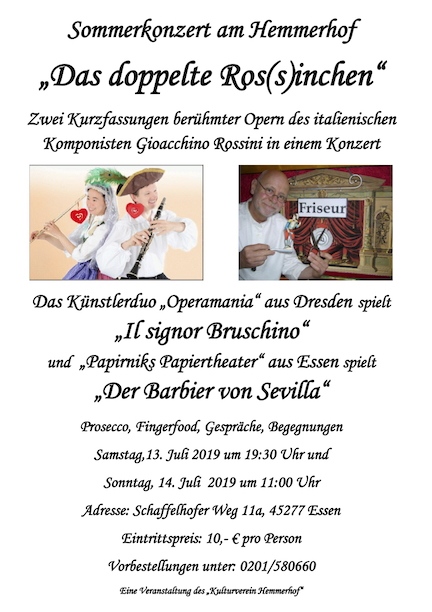 Sommerkonzert am Hemmerhof
„Das doppelte Ros(s)inchen“
Zwei Kurzfassungen berühmter Opern des italienischen
Komponisten Gioacchino Rossini in einem Konzert
Friseur
Das Künstlerduo „Operamania“ aus Dresden spielt
„Il signor Bruschino“
und „Papirniks Papiertheater“ aus Essen spielt
„Der Barbier von Sevilla“
Prosecco, Fingerfood, Gespräche, Begegnungen
Samstag,13. Juli 2019 um 19:30 Uhr und
Sonntag, 14. Juli 2019 um 11:00 Uhr
Adresse: Schaffelhofer Weg 11a, 45277 Essen
Eintrittspreis: 10,- € pro Person
Vorbestellungen unter: 0201/580660
Eine Veranstaltung des „Kulturverein Hemmerhof“